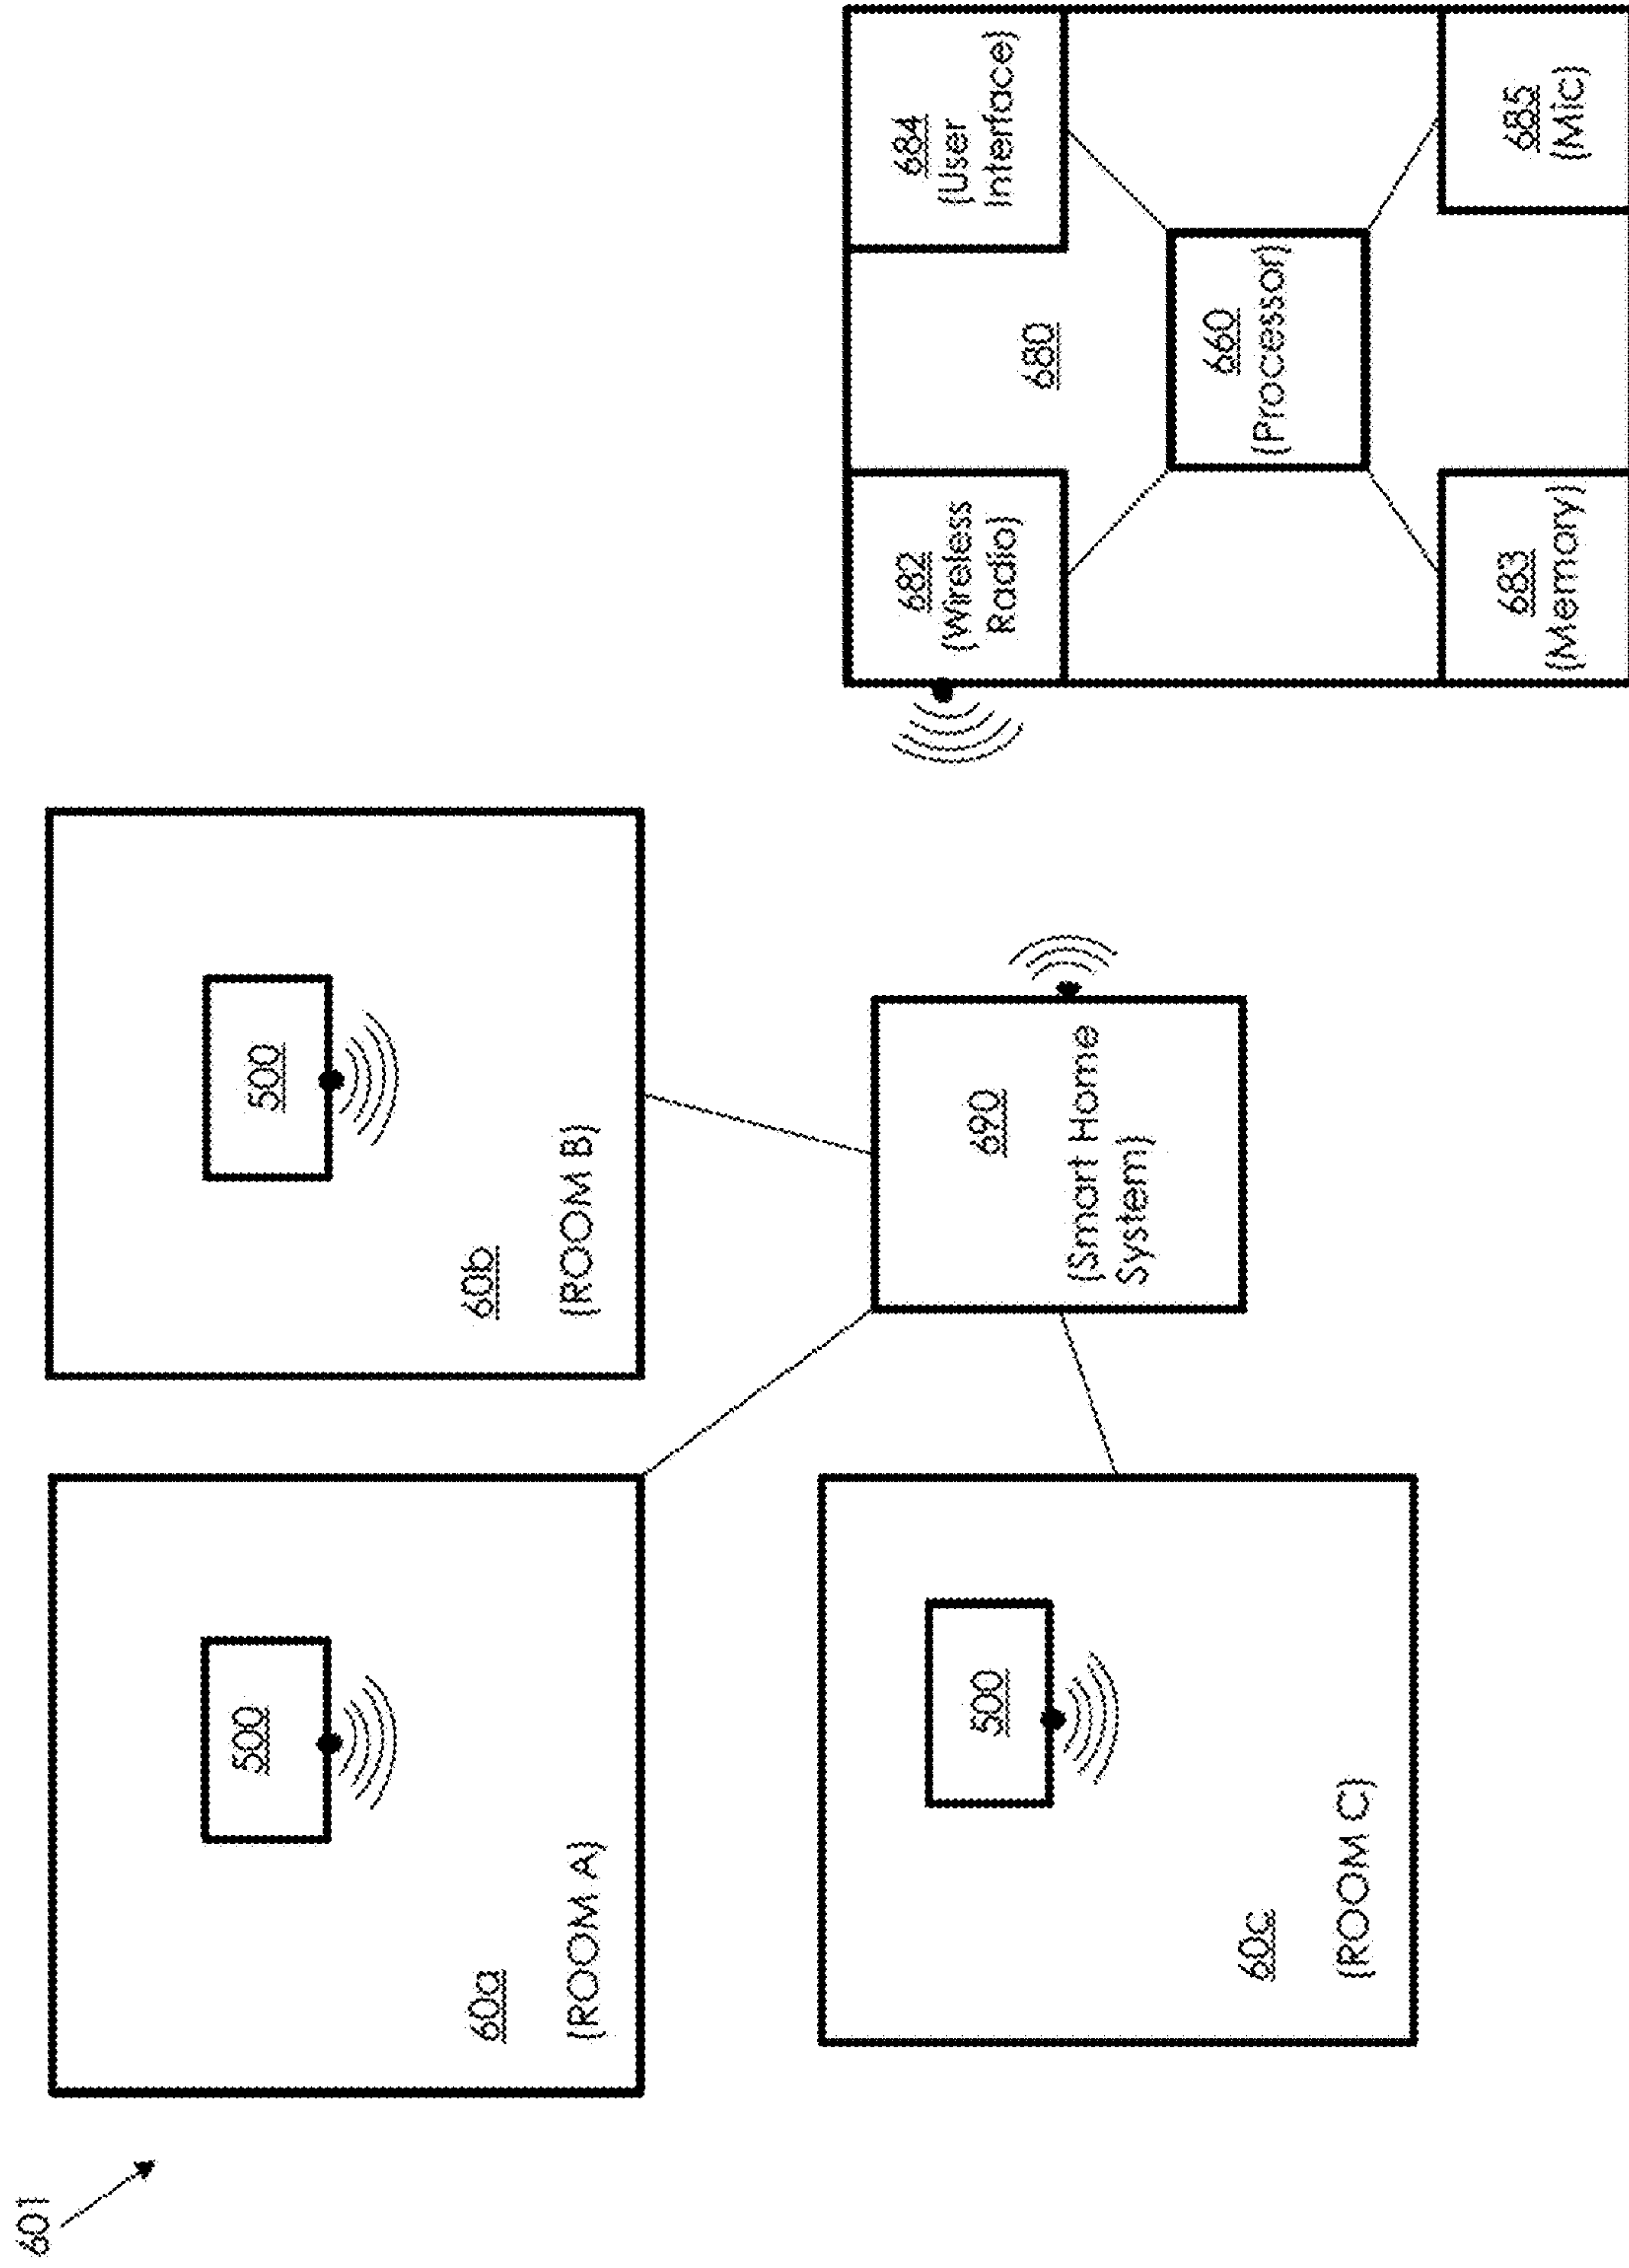 601
500
60a
(ROOM A)
500
60b
(ROOM B)
500
60c
(ROOM C)
690
(Smart Home
System)
682
(Wireless
Radio)
684
(User
Interface)
680
660
(Processor)
683
(Memory)
685
(Mic)